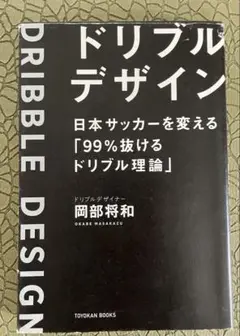 DRIBBLE DESIGN
ドリブル
デザイン
日本サッカーを変える
「99%抜ける
ドリブル理論」
ドリブルデザイナー
岡部将和
OKABE MASAKAZU
TOYOKAN BOOKS